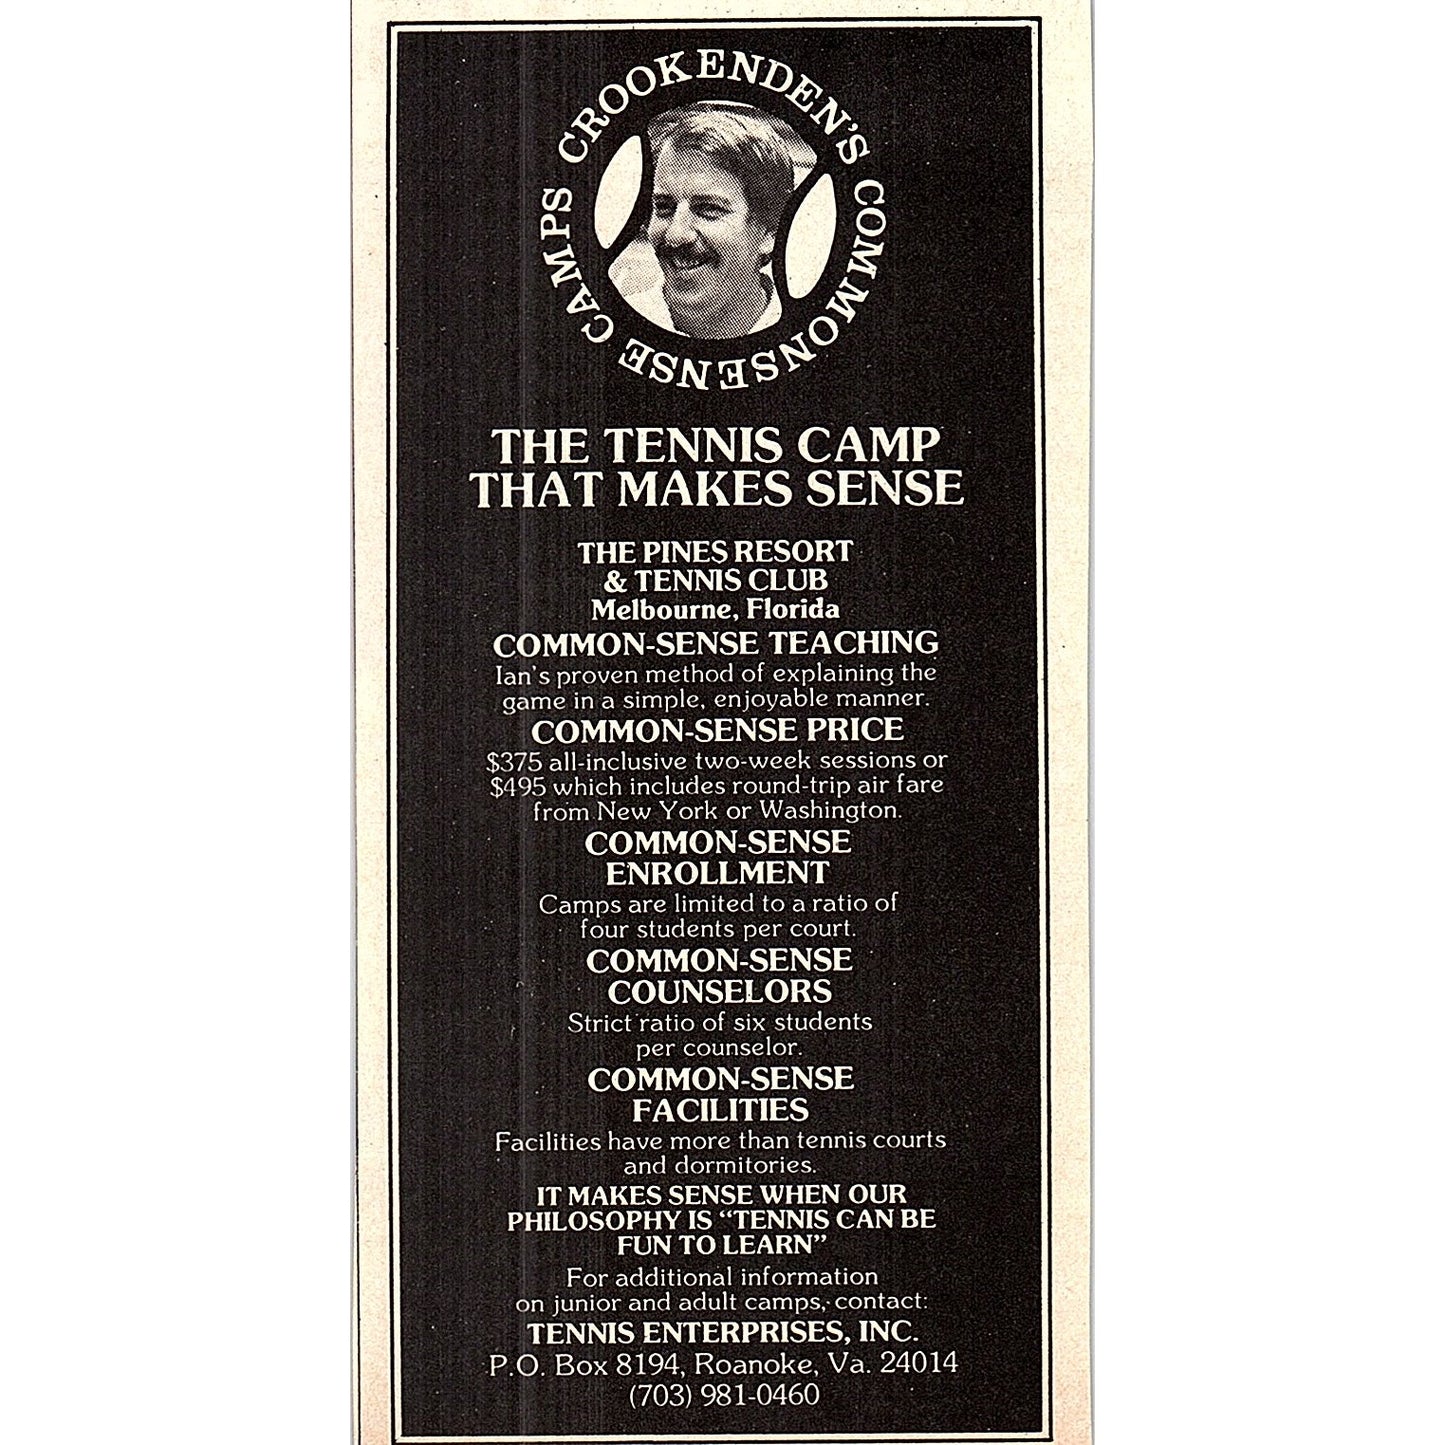 CROOKENDEN'S COMMONSENSE CAMPS
THE TENNIS CAMP
THAT MAKES SENSE
THE PINES RESORT
& TENNIS CLUB
Melbourne, Florida
COMMON-SENSE TEACHING
Ian's proven method of explaining the
game in a simple, enjoyable manner.
COMMON-SENSE PRICE
$375 all-inclusive two-week sessions or
$495 which includes round-trip air fare
from New York or Washington.
COMMON-SENSE
ENROLLMENT
Camps are limited to a ratio of
four students per court.
COMMON-SENSE
COUNSELORS
Strict ratio of six students
per counselor.
COMMON-SENSE
FACILITIES
Facilities have more than tennis courts
and dormitories.
IT MAKES SENSE WHEN OUR
PHILOSOPHY IS “TENNIS CAN BE
FUN TO LEARN”
For additional information
on junior and adult camps, contact:
TENNIS ENTERPRISES, INC.
P.O. Box 8194, Roanoke, Va. 24014
(703) 981-0460